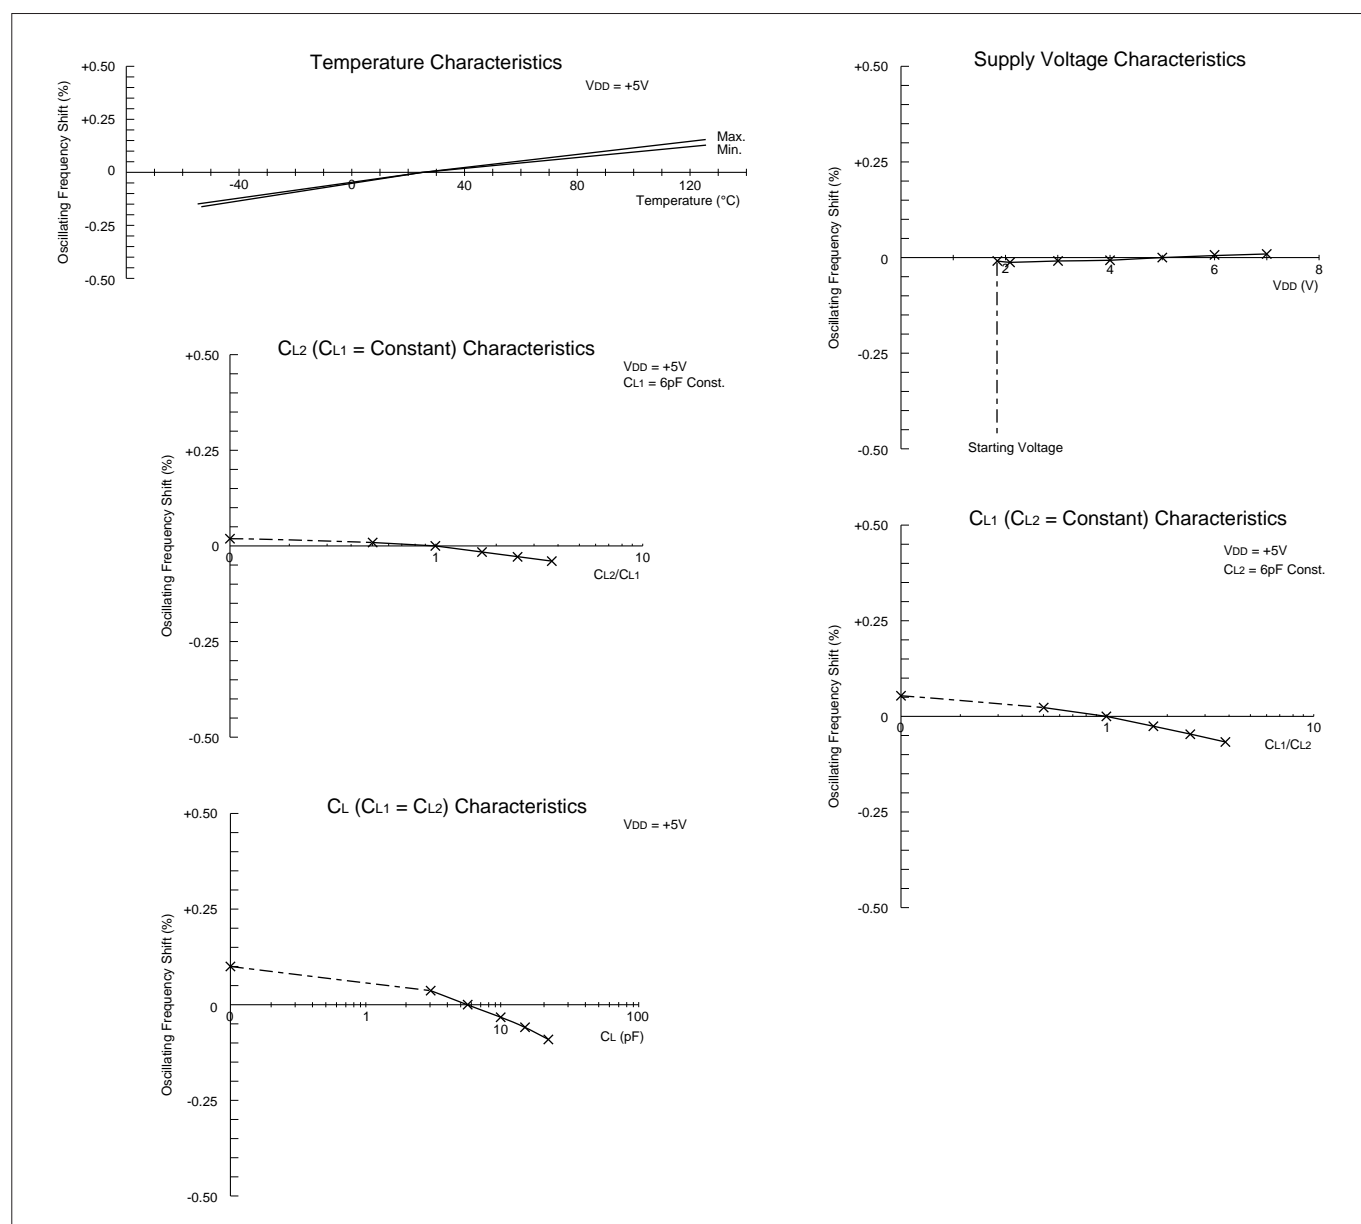 Temperature Characteristics
VDD = +5V
Oscillating Frequency Shift (%)
+0.50
+0.25
0
-0.25
-0.50
-40
0
40
80
120
Temperature (°C)
Max.
Min.
Supply Voltage Characteristics
Oscillating Frequency Shift (%)
+0.50
+0.25
0
-0.25
-0.50
2
4
6
8
VDD (V)
Starting Voltage
CL2 (CL1 = Constant) Characteristics
VDD = +5V
CL1 = 6pF Const.
Oscillating Frequency Shift (%)
+0.50
+0.25
0
-0.25
-0.50
0
1
10
CL2/CL1
CL1 (CL2 = Constant) Characteristics
VDD = +5V
CL2 = 6pF Const.
Oscillating Frequency Shift (%)
+0.50
+0.25
0
-0.25
-0.50
0
1
10
CL1/CL2
CL (CL1 = CL2) Characteristics
VDD = +5V
Oscillating Frequency Shift (%)
+0.50
+0.25
0
-0.25
-0.50
0
1
10
100
CL (pF)